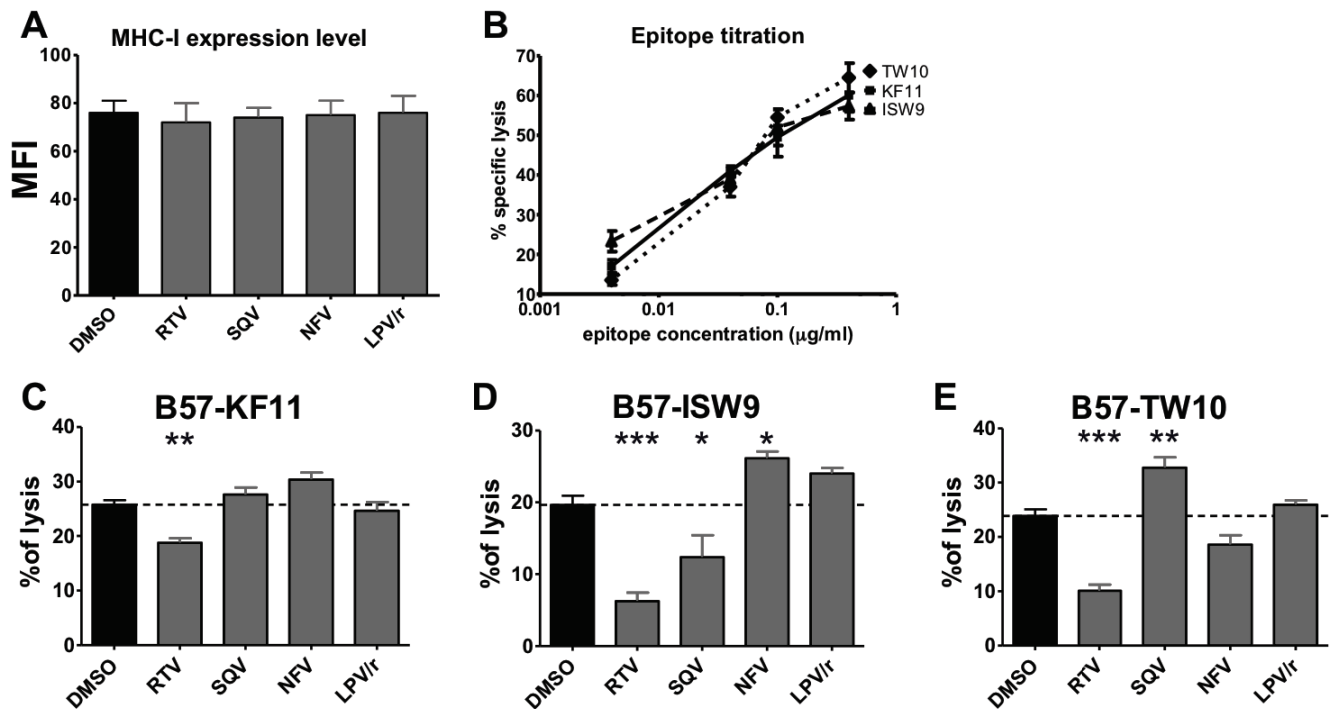 A
MHC-I expression level
MFI
100
80
60
40
20
0
DMSO
RTV
SQV
NFV
LPV/r
B
Epitope titration
% specific lysis
70
60
50
40
30
20
10
0.001
0.01
0.1
1
epitope concentration (μg/ml)
TW10
KF11
ISW9
C
B57-KF11
**
%of lysis
40
30
20
10
0
DMSO
RTV
SQV
NFV
LPV/r
D
B57-ISW9
*** * *
%of lysis
30
20
10
0
DMSO
RTV
SQV
NFV
LPV/r
E
B57-TW10
*** **
%of lysis
40
30
20
10
0
DMSO
RTV
SQV
NFV
LPV/r